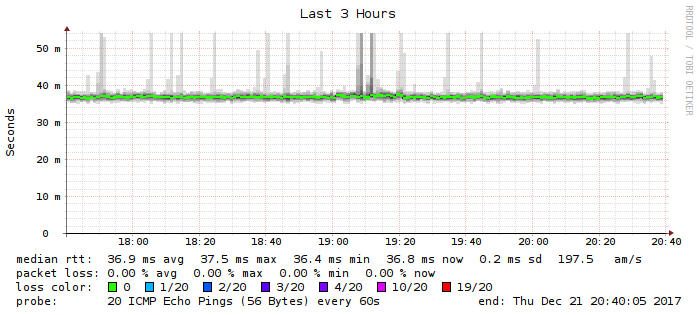 Last 3 Hours
RRDTOOL / TOBI OETIKER
Seconds
50 m
40 m
30 m
20 m
10 m
0
18:00 18:20 18:40 19:00 19:20 19:40 20:00 20:20 20:40
median rtt: 36.9 ms avg 37.5 ms max 36.4 ms min 36.8 ms now 0.2 ms sd 197.5 am/s
packet loss: 0.00 % avg 0.00 % max 0.00 % min 0.00 % now
loss color: 0 1/20 2/20 3/20 4/20 10/20 19/20
probe: 20 ICMP Echo Pings (56 Bytes) every 60s end: Thu Dec 21 20:40:05 2017